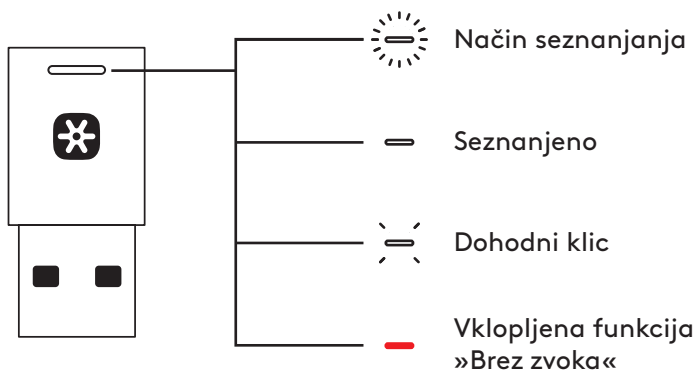 Način seznanjanja
Seznanjeno
Dohodni klic
Vklopljena funkcija
»Brez zvoka«